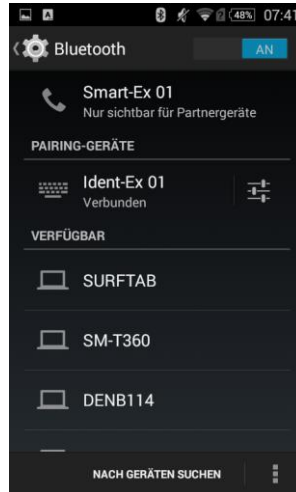 48% 07:41
Bluetooth AN
Smart-Ex 01
Nur sichtbar für Partnergeräte
PAIRING-GERÄTE
Ident-Ex 01
Verbunden
VERFÜGBAR
SURFTAB
SM-T360
DENB114
NACH GERÄTEN SUCHEN